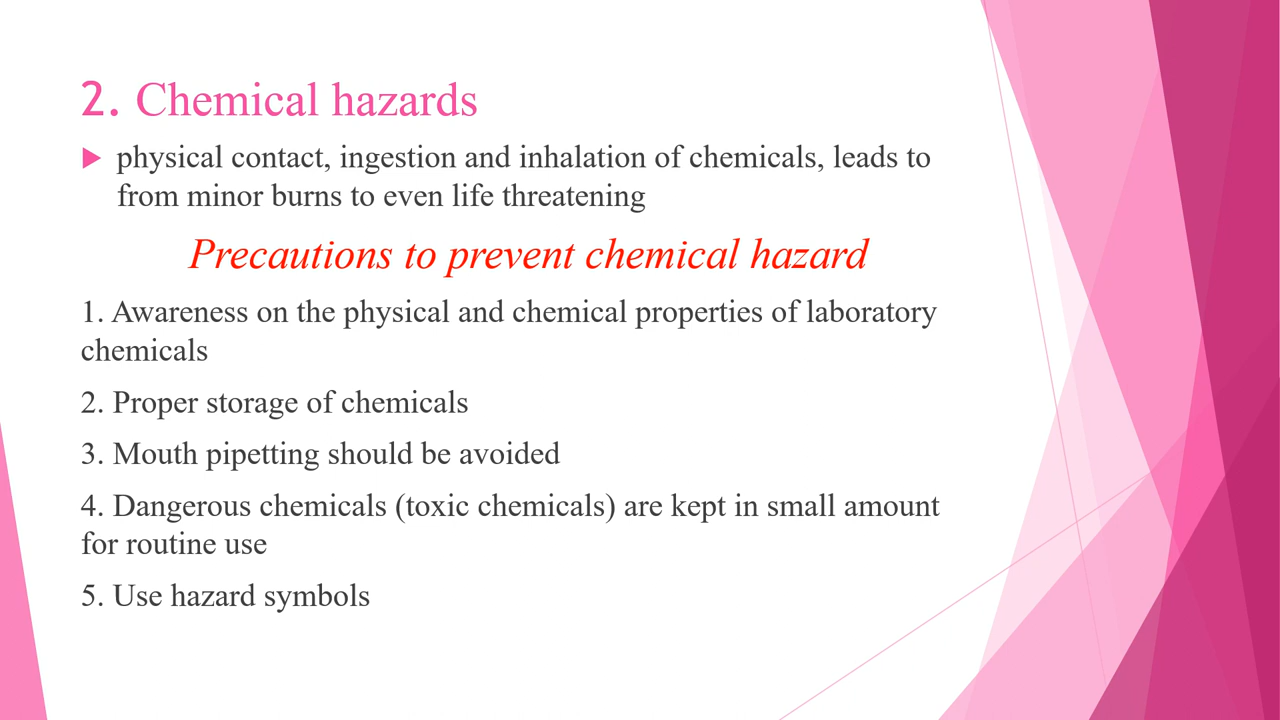 2. Chemical hazards
physical contact, ingestion and inhalation of chemicals, leads to
from minor burns to even life threatening
Precautions to prevent chemical hazard
1. Awareness on the physical and chemical properties of laboratory
chemicals
2. Proper storage of chemicals
3. Mouth pipetting should be avoided
4. Dangerous chemicals (toxic chemicals) are kept in small amount
for routine use
5. Use hazard symbols